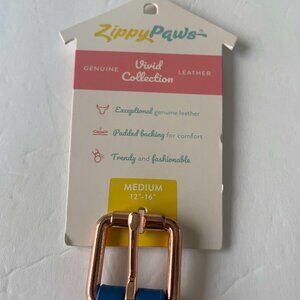 ZippyPaws
GENUINE Vivid Collection LEATHER
Exceptional genuine leather
Padded backing for comfort
Trendy and fashionable
MEDIUM
12"-16"